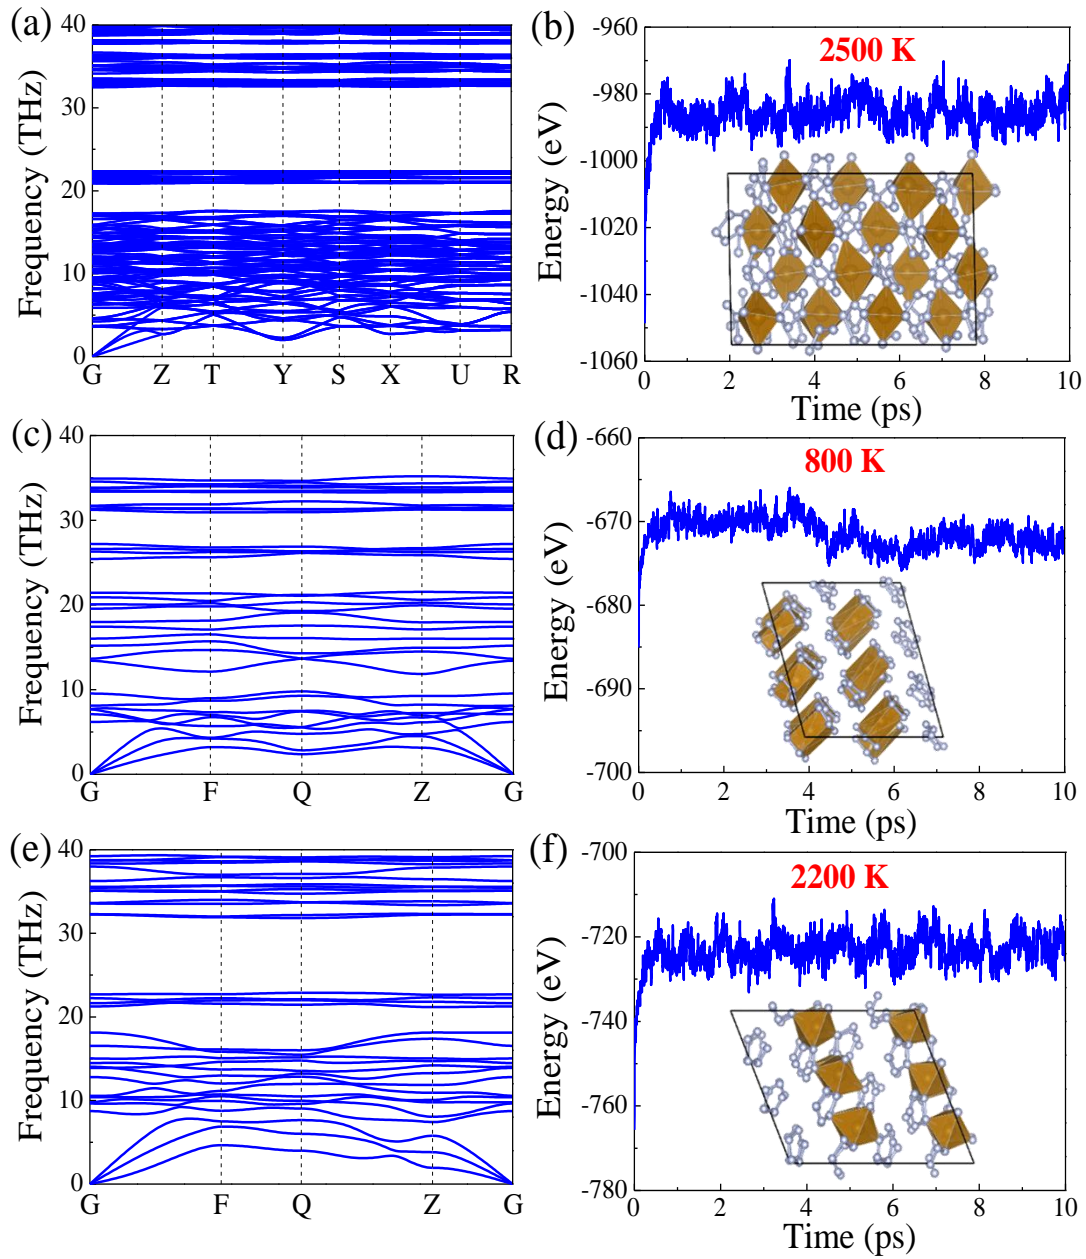 (a)
Frequency (THz)
40
30
20
10
0
G Z T Y S X U R
(b)
2500 K
Energy (eV)
-960
-980
-1000
-1020
-1040
-1060
0 2 4 6 8 10
Time (ps)
(c)
Frequency (THz)
40
30
20
10
0
G F Q Z G
(d)
800 K
Energy (eV)
-660
-670
-680
-690
-700
0 2 4 6 8 10
Time (ps)
(e)
Frequency (THz)
40
30
20
10
0
G F Q Z G
(f)
2200 K
Energy (eV)
-700
-720
-740
-760
-780
0 2 4 6 8 10
Time (ps)